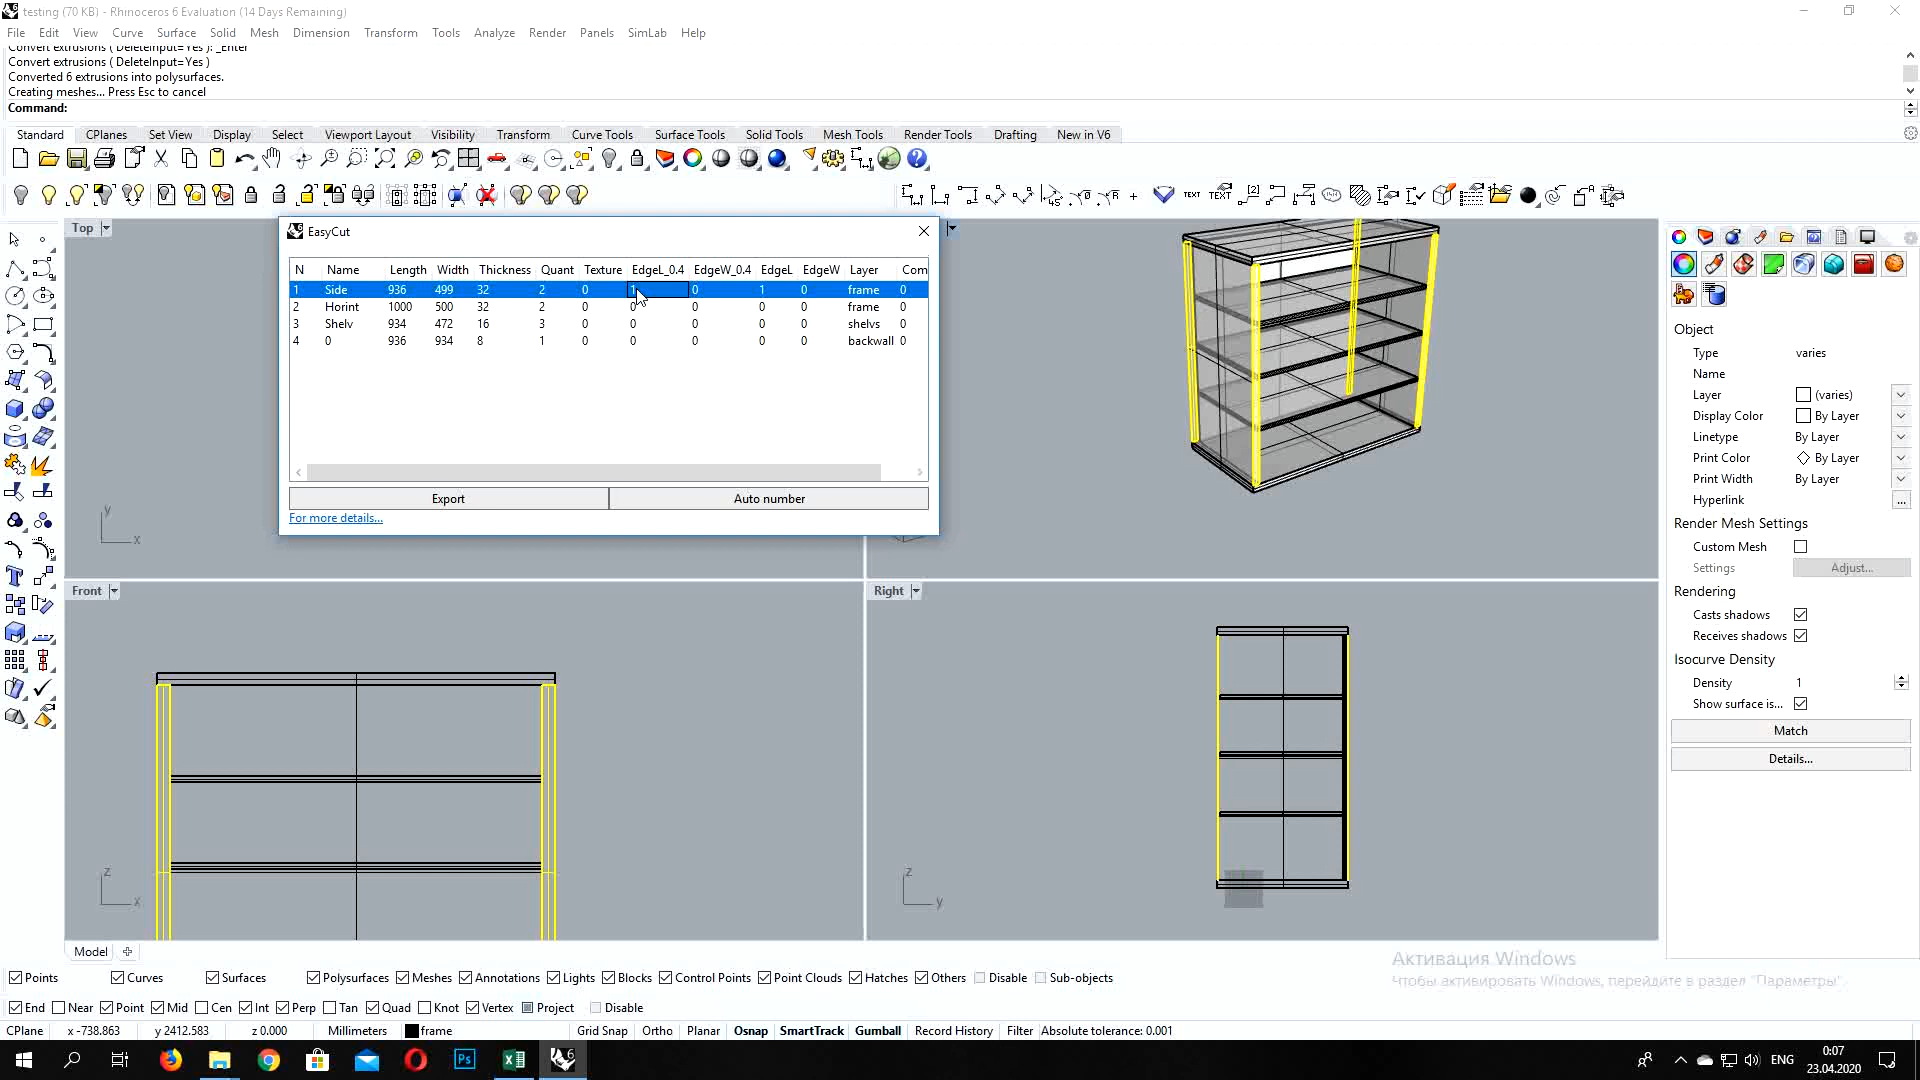 testing (70 KB) - Rhinoceros 6 Evaluation (14 Days Remaining)
File Edit View Curve Surface Solid Mesh Dimension Transform Tools Analyze Render Panels SimLab Help
Convert extrusions ( DeleteInput=Yes ): _Enter
Convert extrusions ( DeleteInput=Yes )
Converted 6 extrusions into polysurfaces.
Creating meshes... Press Esc to cancel
Command:
Standard CPlanes Set View Display Select Viewport Layout Visibility Transform Curve Tools Surface Tools Solid Tools Mesh Tools Render Tools Drafting New in V6
TEXT TEXT
Top
EasyCut
N Name Length Width Thickness Quant Texture EdgeL_0.4 EdgeW_0.4 EdgeL EdgeW Layer Com
1 Side 936 499 32 2 0 1 0 1 0 frame 0
2 Horint 1000 500 32 2 0 0 0 0 0 frame 0
3 Shelv 934 472 16 3 0 0 0 0 0 shelvs 0
4 0 936 934 8 1 0 0 0 0 0 backwall 0
Export Auto number
For more details...
y
x
Front
z
x
Right
z
y
Object
Type varies
Name
Layer (varies)
Display Color By Layer
Linetype By Layer
Print Color By Layer
Print Width By Layer
Hyperlink ...
Render Mesh Settings
Custom Mesh
Settings Adjust...
Rendering
Casts shadows
Receives shadows
Isocurve Density
Density 1
Show surface is...
Match
Details...
Model
Активация Windows
Чтобы активировать Windows, перейдите в раздел "Параметры".
Points Curves Surfaces Polysurfaces Meshes Annotations Lights Blocks Control Points Point Clouds Hatches Others Disable Sub-objects
End Near Point Mid Cen Int Perp Tan Quad Knot Vertex Project Disable
CPlane x -738.863 y 2412.583 z 0.000 Millimeters frame Grid Snap Ortho Planar Osnap SmartTrack Gumball Record History Filter Absolute tolerance: 0.001
Ps
ENG
0:07
23.04.2020